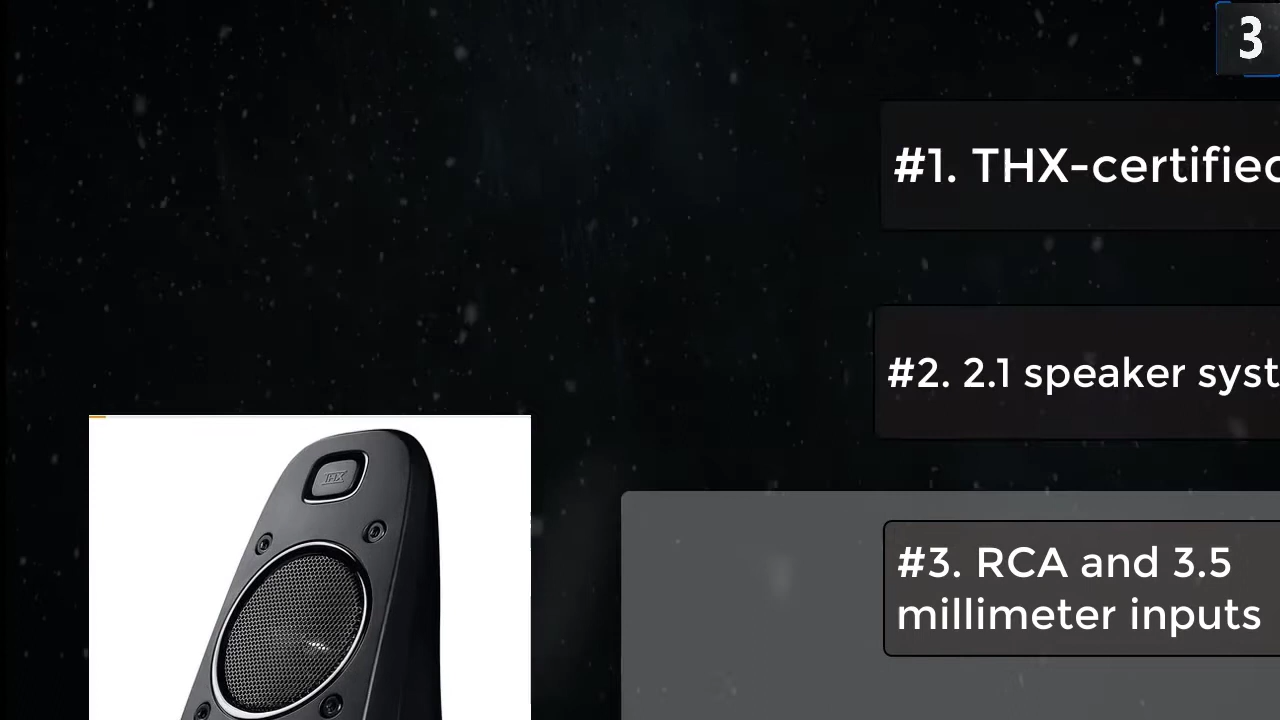 3
#1. THX-certified
#2. 2.1 speaker syst
#3. RCA and 3.5
millimeter inputs
THX